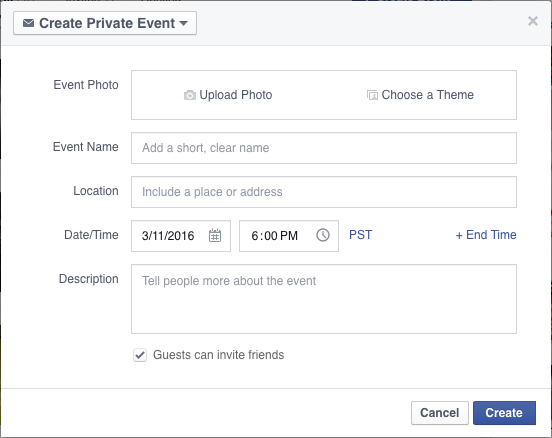 Create Private Event
Event Photo
Upload Photo
Choose a Theme
Event Name
Add a short, clear name
Location
Include a place or address
Date/Time
3/11/2016
6:00 PM
PST
+ End Time
Description
Tell people more about the event
Guests can invite friends
Cancel
Create